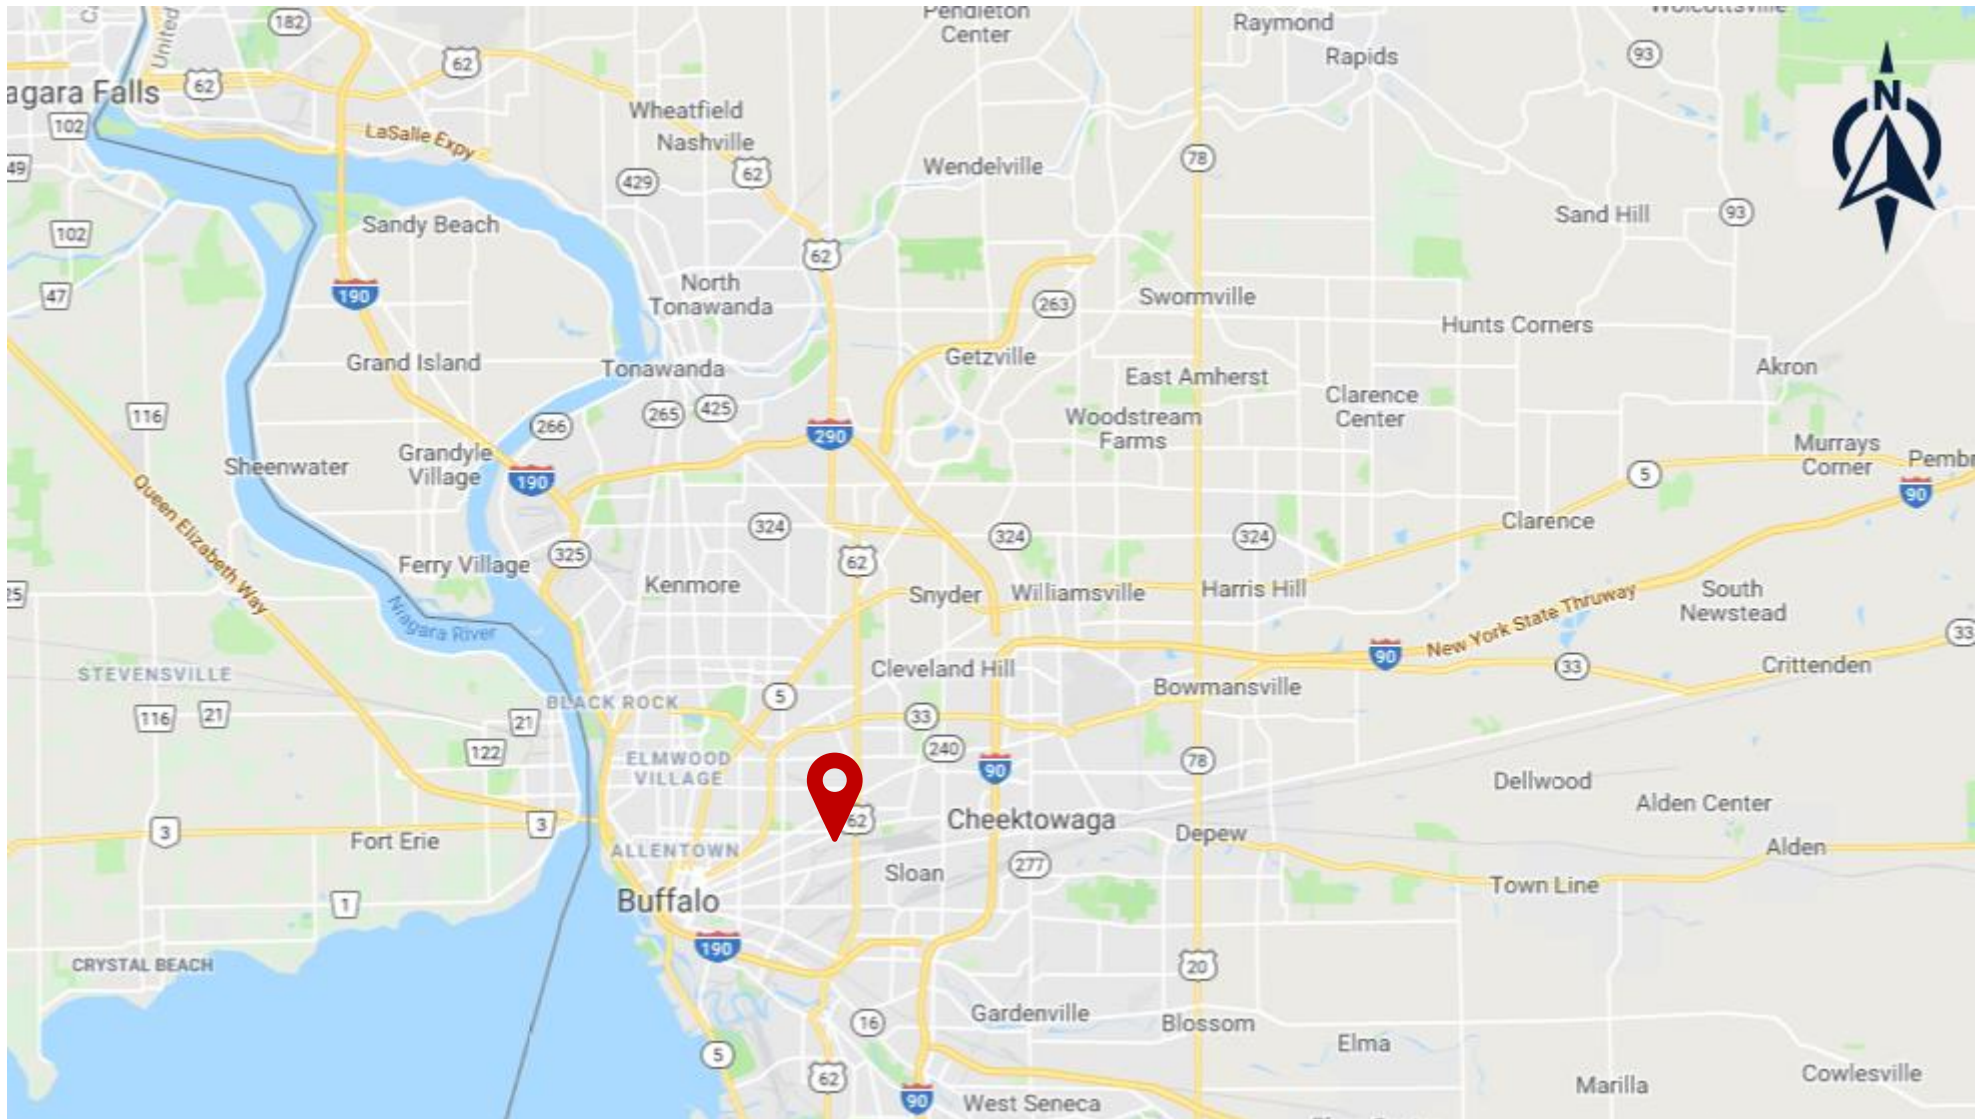 182
United
Pendleton
Center
Raymond
Rapids
93
Wolcottsville
62
62
agara Falls
102
N
LaSalle Expy
Wheatfield
Nashville
49
429
62
Wendelville
78
Sandy Beach
102
62
Sand Hill
93
47
190
North
Tonawanda
263
Swormville
Hunts Corners
Grand Island
Tonawanda
Getzville
East Amherst
Akron
Clarence
Center
116
266
265
425
290
Woodstream
Farms
Murrays
Corner
Pembr
Sheenwater
Grandyle
Village
190
5
90
Queen Elizabeth Way
324
324
324
Clarence
Ferry Village
325
62
Kenmore
25
Snyder
Williamsville
Harris Hill
South
Newstead
Niagara River
New York State Thruway
33
STEVENSVILLE
Cleveland Hill
90
33
Crittenden
Bowmansville
BLACK ROCK
5
116
21
21
33
122
240
ELMWOOD
VILLAGE
90
78
Dellwood
Alden Center
3
3
62
Cheektowaga
Depew
Fort Erie
ALLENTOWN
Alden
Sloan
277
Town Line
1
Buffalo
190
CRYSTAL BEACH
20
16
Gardenville
Blossom
Elma
5
62
90
West Seneca
Marilla
Cowlesville